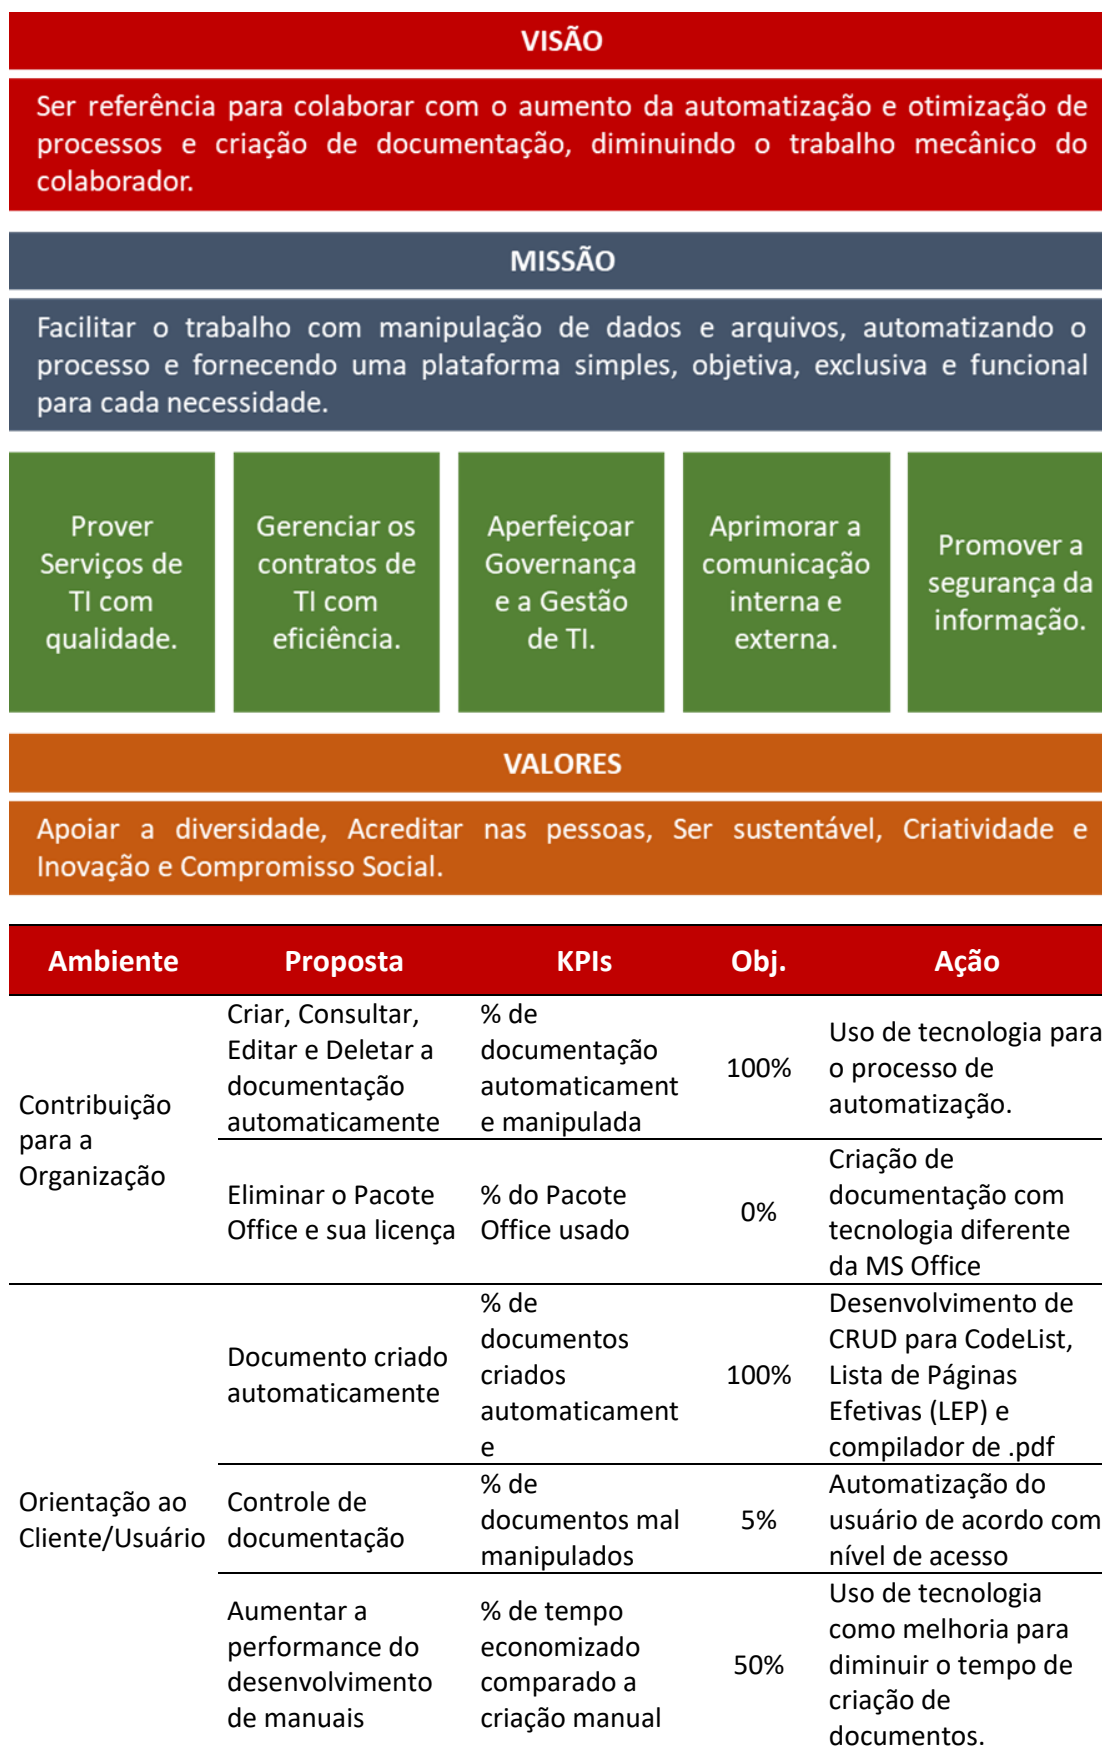 VISÃO
Ser referência para colaborar com o aumento da automatização e otimização de
processos e criação de documentação, diminuindo o trabalho mecânico do
colaborador.
MISSÃO
Facilitar o trabalho com manipulação de dados e arquivos, automatizando o
processo e fornecendo uma plataforma simples, objetiva, exclusiva e funcional
para cada necessidade.
Prover
Serviços de
TI com
qualidade.
Gerenciar os
contratos de
TI com
eficiência.
Aperfeiçoar
Governança
e a Gestão
de TI.
Aprimorar a
comunicação
interna e
externa.
Promover a
segurança da
informação.
VALORES
Apoiar a diversidade, Acreditar nas pessoas, Ser sustentável, Criatividade e
Inovação e Compromisso Social.
Ambiente Proposta KPIs Obj. Ação
Contribuição
para a
Organização
Criar, Consultar,
Editar e Deletar a
documentação
automaticamente
% de
documentação
automaticament
e manipulada
100%
Uso de tecnologia para
o processo de
automatização.
Eliminar o Pacote
Office e sua licença
% do Pacote
Office usado
0%
Criação de
documentação com
tecnologia diferente
da MS Office
Orientação ao
Cliente/Usuário
Documento criado
automaticamente
% de
documentos
criados
automaticament
e
100%
Desenvolvimento de
CRUD para CodeList,
Lista de Páginas
Efetivas (LEP) e
compilador de .pdf
Controle de
documentação
% de
documentos mal
manipulados
5%
Automatização do
usuário de acordo com
nível de acesso
Aumentar a
performance do
desenvolvimento
de manuais
% de tempo
economizado
comparado a
criação manual
50%
Uso de tecnologia
como melhoria para
diminuir o tempo de
criação de
documentos.